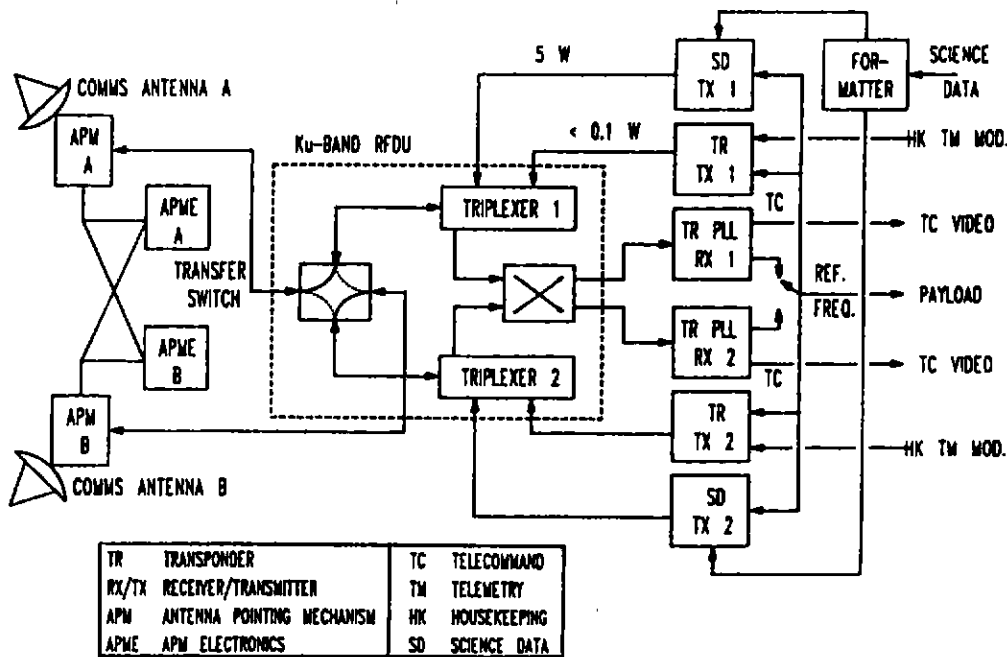 COMMS ANTENNA A
APM
A
APME
A
APME
B
APM
B
COMMS ANTENNA B
TRANSFER
SWITCH
Ku-BAND RFDU
5 W
< 0.1 W
TRIPLEXER 1
TRIPLEXER 2
SD
TX 1
TR
TX 1
TC
TR PLL
RX 1
TR PLL
RX 2
TC
TR
TX 2
SD
TX 2
FOR-
MATTER
SCIENCE
DATA
HK TM MOD.
TC VIDEO
REF.
FREQ.
PAYLOAD
TC VIDEO
HK TM MOD.
TR TRANSPONDER
RX/TX RECEIVER/TRANSMITTER
APM ANTENNA POINTING MECHANISM
APME APM ELECTRONICS
TC TELECOMMAND
TM TELEMETRY
HK HOUSEKEEPING
SD SCIENCE DATA